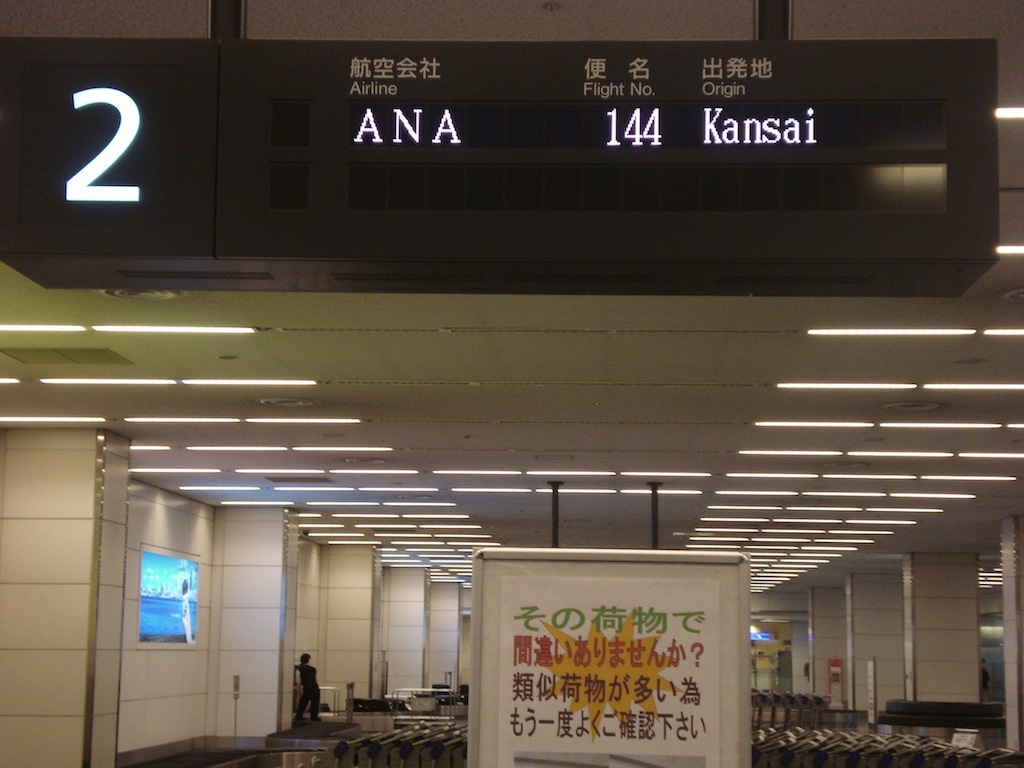 2
航空会社 便名 出発地
Airline Flight No. Origin
ANA 144 Kansai
その荷物で
間違いありませんか?
類似荷物が多い為
もう一度よくご確認下さい